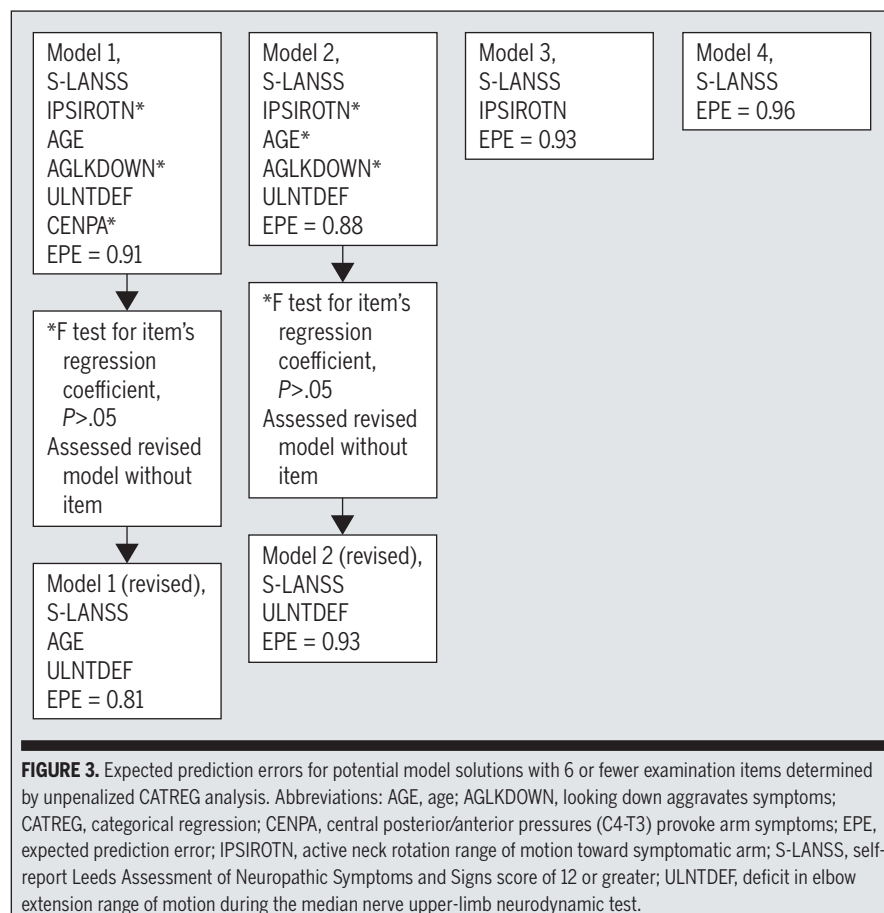 Model 1,
S-LANSS
IPSIROTN*
AGE
AGLKDOWN*
ULNTDEF
CENPA*
EPE = 0.91
*F test for item's
regression
coefficient,
P>.05
Assessed revised
model without
item
Model 1 (revised),
S-LANSS
AGE
ULNTDEF
EPE = 0.81
Model 2,
S-LANSS
IPSIROTN*
AGE*
AGLKDOWN*
ULNTDEF
EPE = 0.88
*F test for item's
regression
coefficient,
P>.05
Assessed revised
model without
item
Model 2 (revised),
S-LANSS
ULNTDEF
EPE = 0.93
Model 3,
S-LANSS
IPSIROTN
EPE = 0.93
Model 4,
S-LANSS
EPE = 0.96
FIGURE 3. Expected prediction errors for potential model solutions with 6 or fewer examination items determined
by unpenalized CATREG analysis. Abbreviations: AGE, age; AGLKDOWN, looking down aggravates symptoms;
CATREG, categorical regression; CENPA, central posterior/anterior pressures (C4-T3) provoke arm symptoms; EPE,
expected prediction error; IPSIROTN, active neck rotation range of motion toward symptomatic arm; S-LANSS, self-
report Leeds Assessment of Neuropathic Symptoms and Signs score of 12 or greater; ULNTDEF, deficit in elbow
extension range of motion during the median nerve upper-limb neurodynamic test.